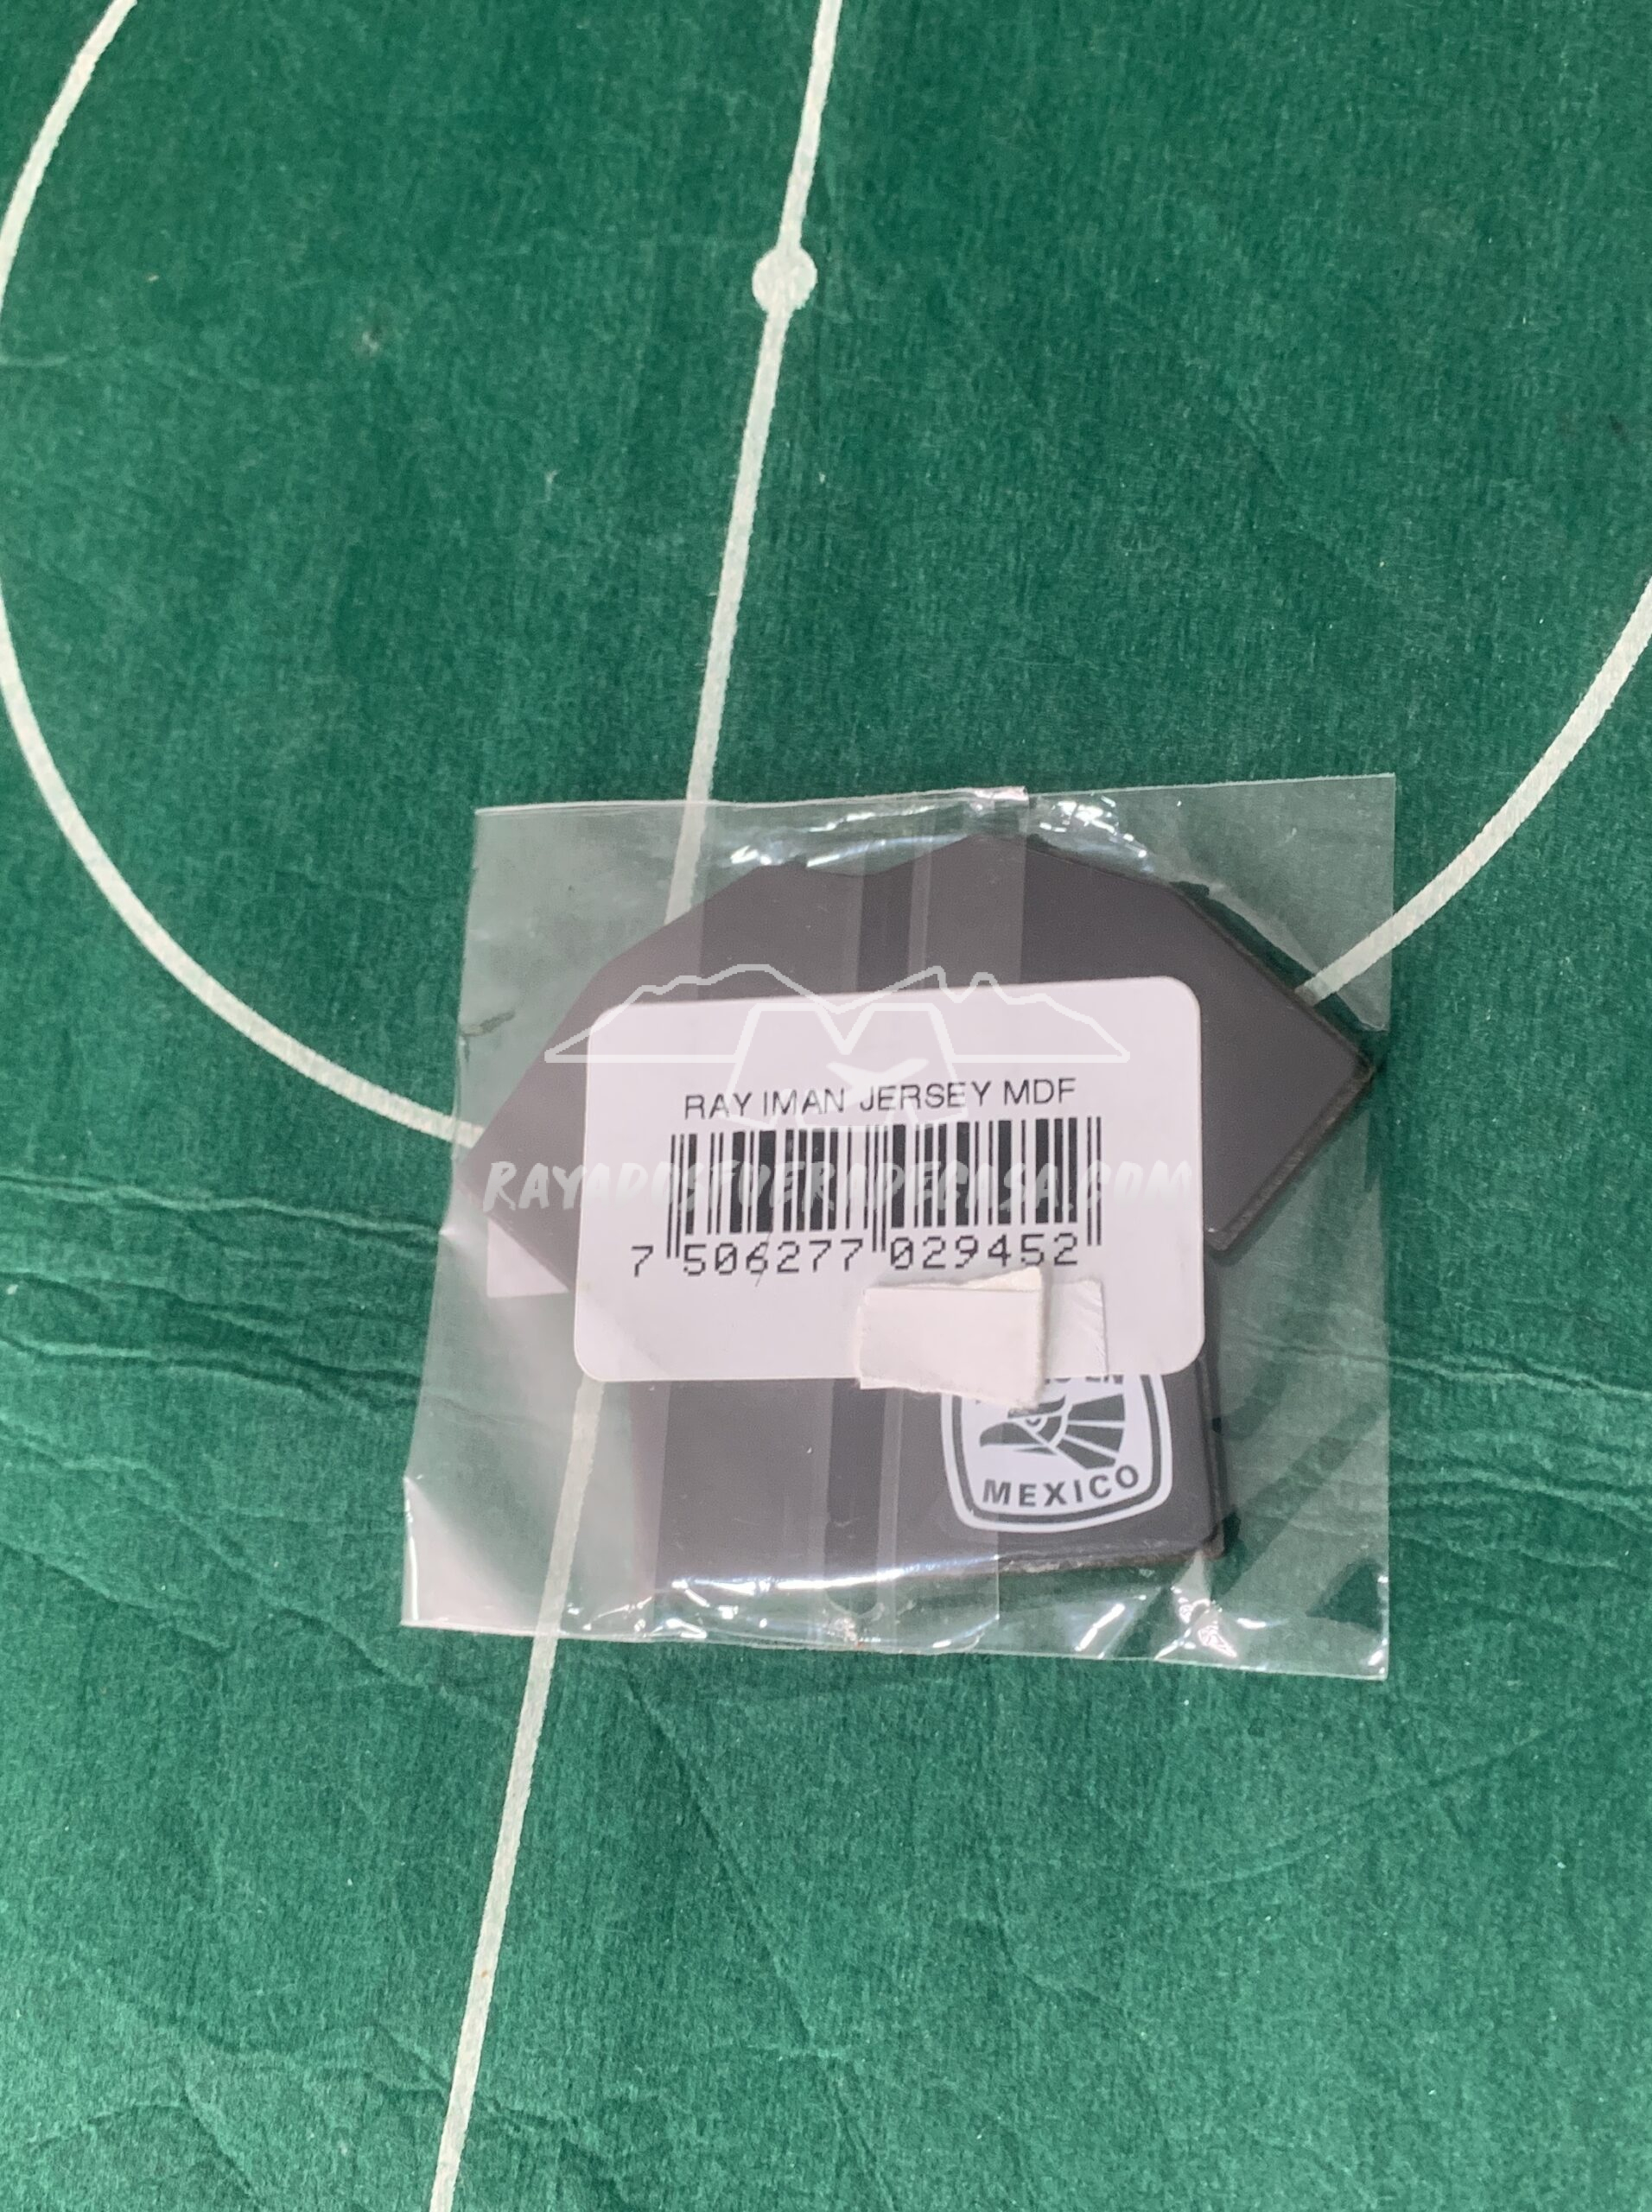 RAY IMAN JERSEY MDF
RAYADOSFUERADECASA.COM
7 506277 029452
MEXICO